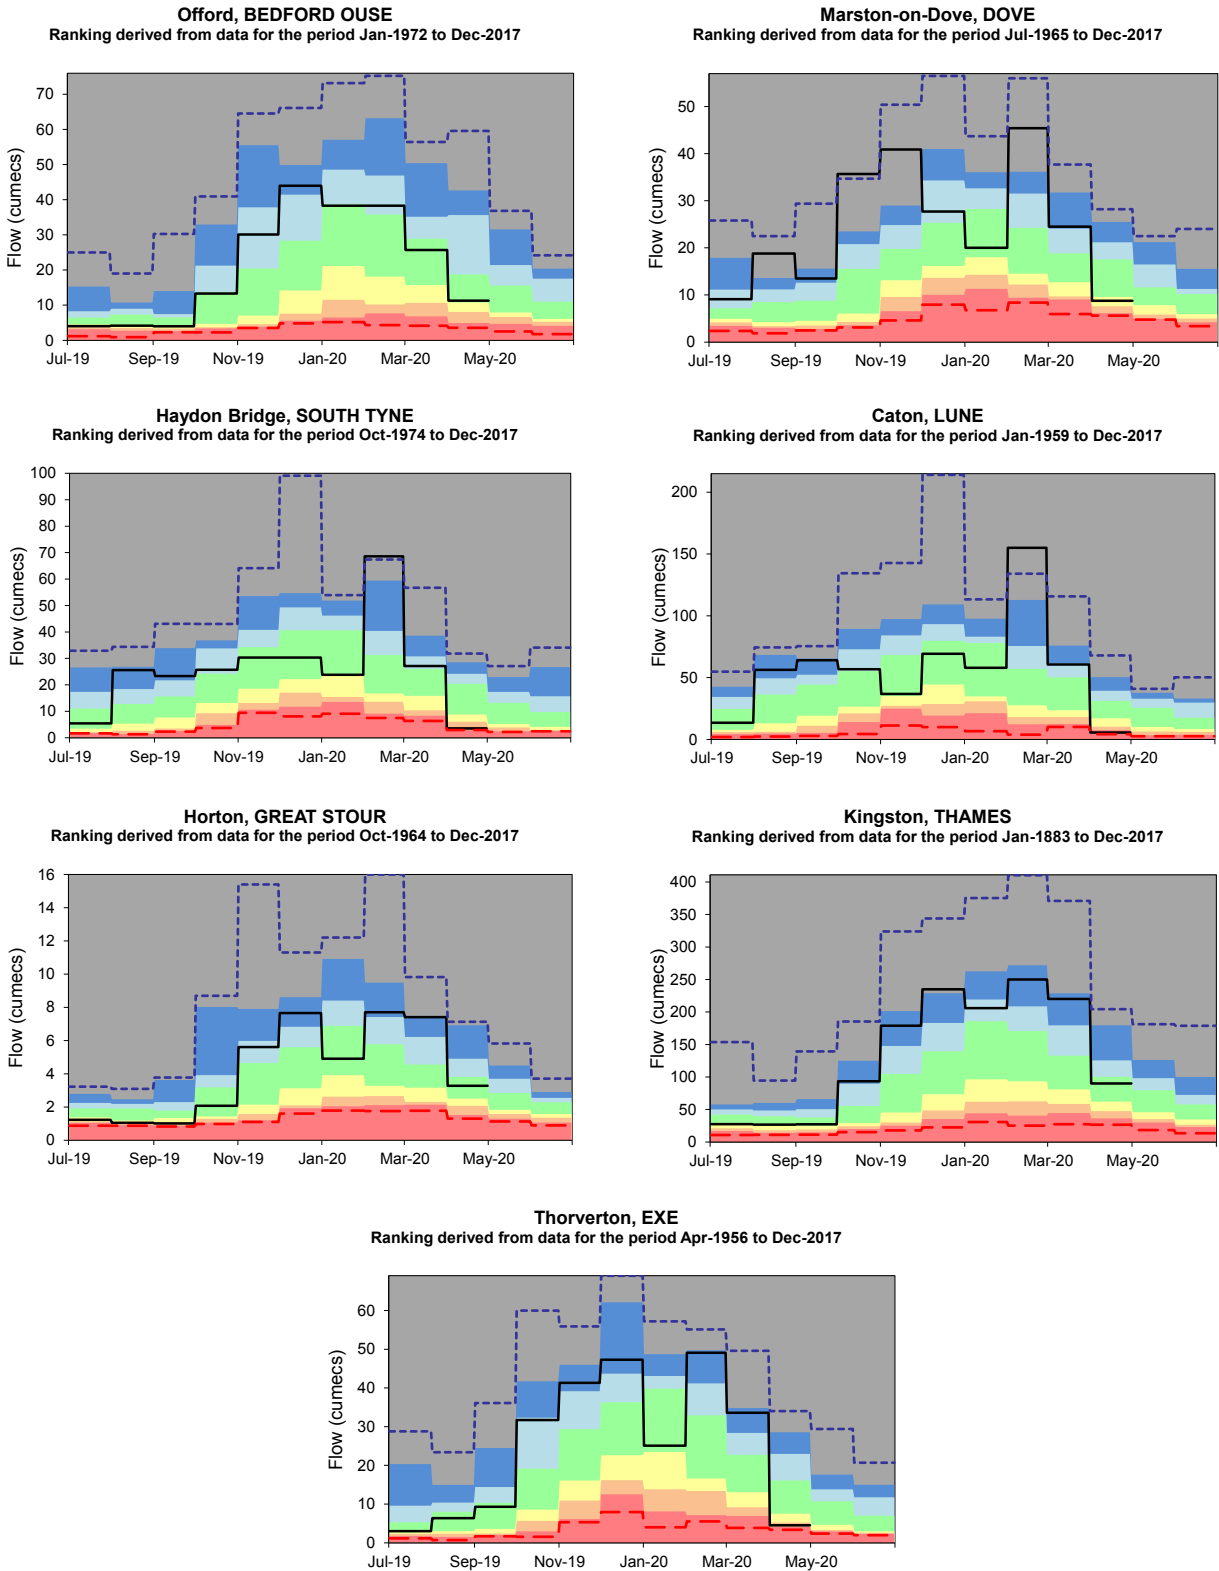 Offord, BEDFORD OUSE
Ranking derived from data for the period Jan-1972 to Dec-2017
Flow (cumecs)
70
60
50
40
30
20
10
0
Jul-19 Sep-19 Nov-19 Jan-20 Mar-20 May-20
Marston-on-Dove, DOVE
Ranking derived from data for the period Jul-1965 to Dec-2017
Flow (cumecs)
50
40
30
20
10
0
Jul-19 Sep-19 Nov-19 Jan-20 Mar-20 May-20
Haydon Bridge, SOUTH TYNE
Ranking derived from data for the period Oct-1974 to Dec-2017
Flow (cumecs)
100
90
80
70
60
50
40
30
20
10
0
Jul-19 Sep-19 Nov-19 Jan-20 Mar-20 May-20
Caton, LUNE
Ranking derived from data for the period Jan-1959 to Dec-2017
Flow (cumecs)
200
150
100
50
0
Jul-19 Sep-19 Nov-19 Jan-20 Mar-20 May-20
Horton, GREAT STOUR
Ranking derived from data for the period Oct-1964 to Dec-2017
Flow (cumecs)
16
14
12
10
8
6
4
2
0
Jul-19 Sep-19 Nov-19 Jan-20 Mar-20 May-20
Kingston, THAMES
Ranking derived from data for the period Jan-1883 to Dec-2017
Flow (cumecs)
400
350
300
250
200
150
100
50
0
Jul-19 Sep-19 Nov-19 Jan-20 Mar-20 May-20
Thorverton, EXE
Ranking derived from data for the period Apr-1956 to Dec-2017
Flow (cumecs)
60
50
40
30
20
10
0
Jul-19 Sep-19 Nov-19 Jan-20 Mar-20 May-20